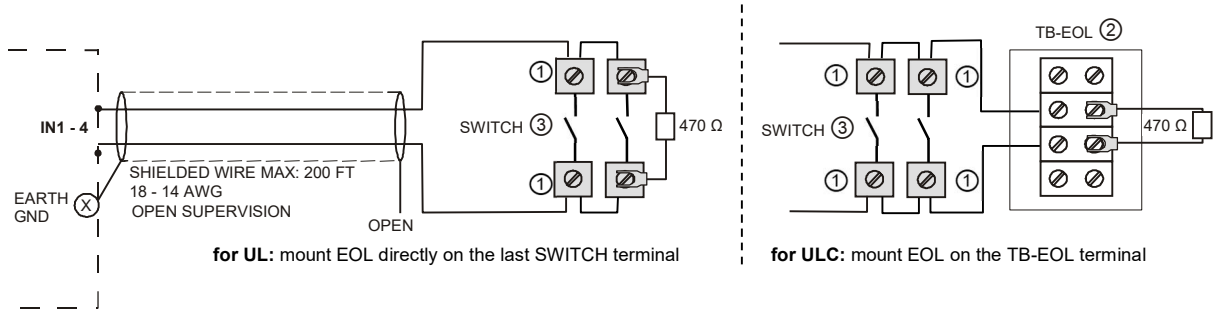 IN1 - 4
EARTH
GND
X
SHIELDED WIRE MAX: 200 FT
18 - 14 AWG
OPEN SUPERVISION
OPEN
1
SWITCH 3
1
470 Ω
for UL: mount EOL directly on the last SWITCH terminal
TB-EOL 2
1 1
SWITCH 3
1 1
470 Ω
for ULC: mount EOL on the TB-EOL terminal